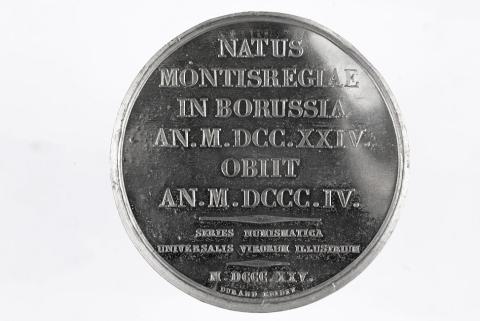 NATUS
MONTISREGIAE
IN BORUSSIA
AN. M. DCC. XXIV.
OBIIT
AN. M. DCCC. IV.
SERIES NUMISMATICA
UNIVERSALIS VIRORUM ILLUSTRIUM
M. DCCC. XXV.
DURAND EDIDIT